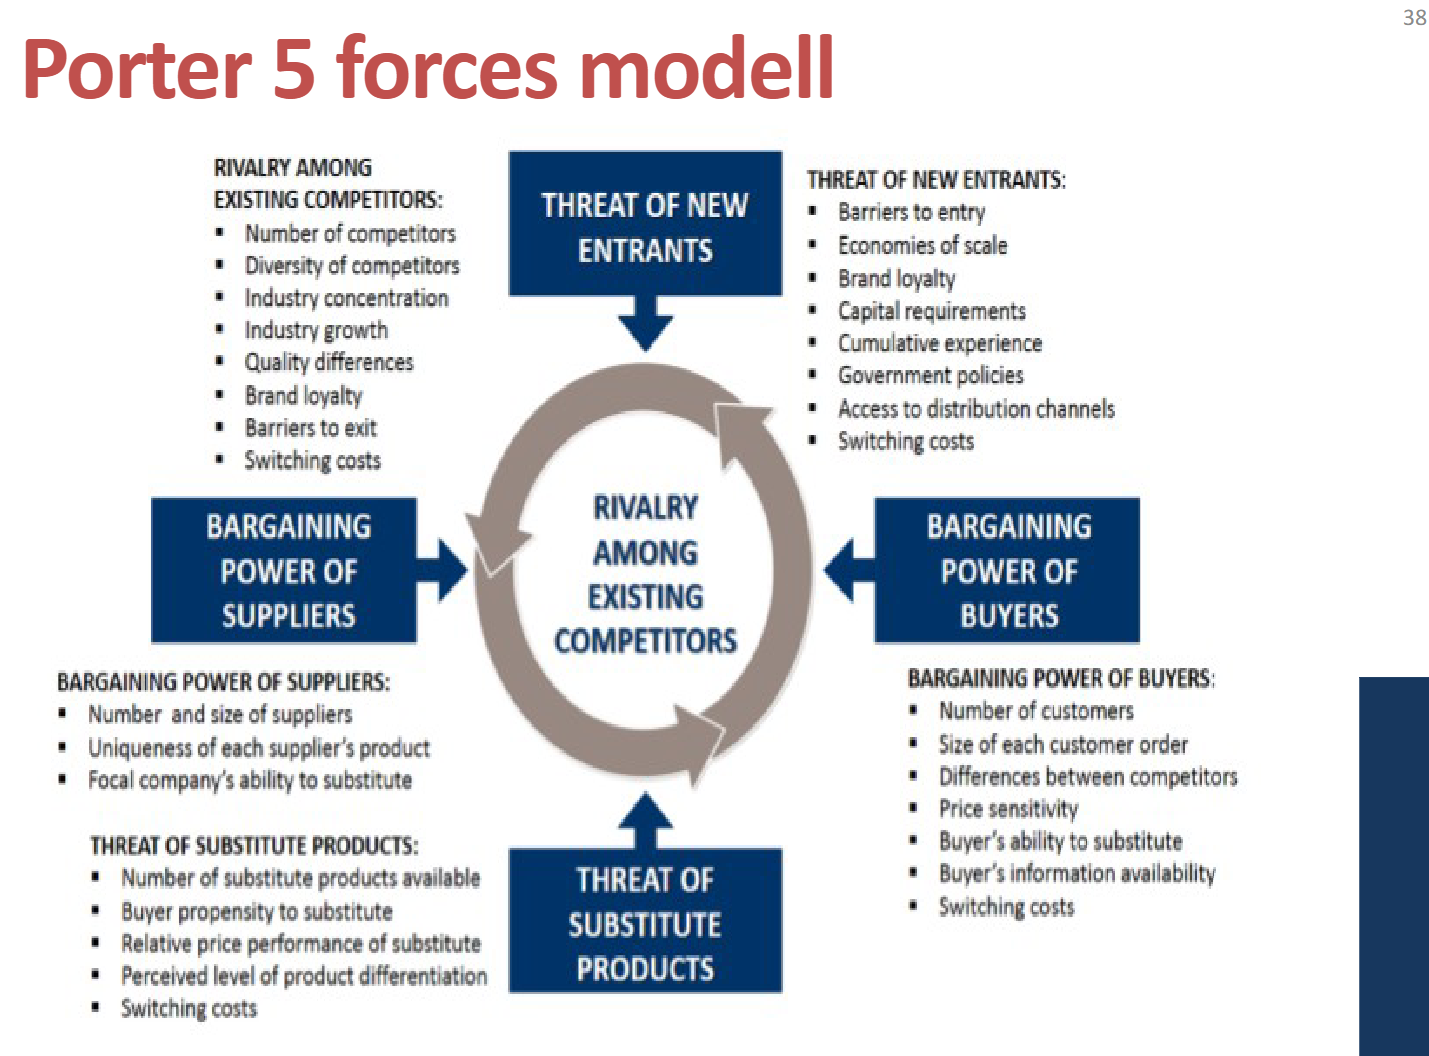 38
Porter 5 forces modell
RIVALRY AMONG
EXISTING COMPETITORS:
▪ Number of competitors
▪ Diversity of competitors
▪ Industry concentration
▪ Industry growth
▪ Quality differences
▪ Brand loyalty
▪ Barriers to exit
▪ Switching costs
THREAT OF NEW
ENTRANTS
THREAT OF NEW ENTRANTS:
▪ Barriers to entry
▪ Economies of scale
▪ Brand loyalty
▪ Capital requirements
▪ Cumulative experience
▪ Government policies
▪ Access to distribution channels
▪ Switching costs
BARGAINING
POWER OF
SUPPLIERS
RIVALRY
AMONG
EXISTING
COMPETITORS
BARGAINING
POWER OF
BUYERS
BARGAINING POWER OF SUPPLIERS:
▪ Number and size of suppliers
▪ Uniqueness of each supplier's product
▪ Focal company's ability to substitute
BARGAINING POWER OF BUYERS:
▪ Number of customers
▪ Size of each customer order
▪ Differences between competitors
▪ Price sensitivity
▪ Buyer's ability to substitute
▪ Buyer's information availability
▪ Switching costs
THREAT OF SUBSTITUTE PRODUCTS:
▪ Number of substitute products available
▪ Buyer propensity to substitute
▪ Relative price performance of substitute
▪ Perceived level of product differentiation
▪ Switching costs
THREAT OF
SUBSTITUTE
PRODUCTS